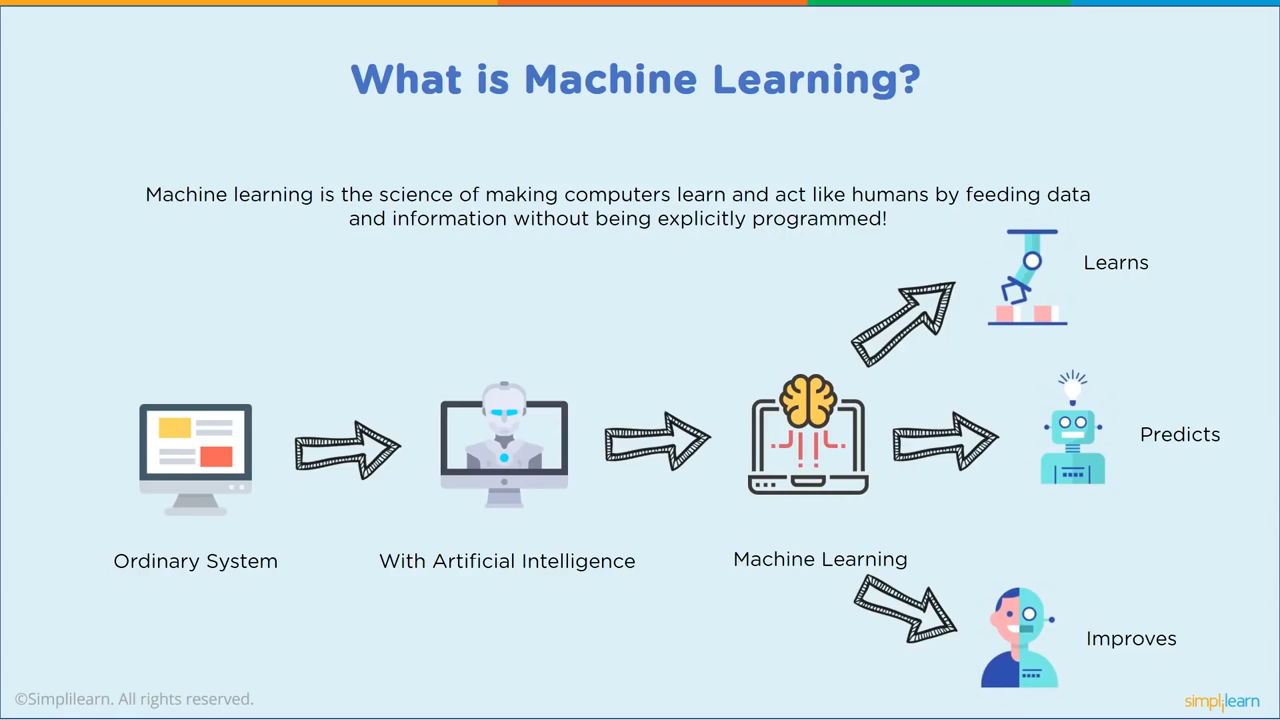 What is Machine Learning?
Machine learning is the science of making computers learn and act like humans by feeding data
and information without being explicitly programmed!
Learns
Predicts
Ordinary System
With Artificial Intelligence
Machine Learning
Improves
©Simplilearn. All rights reserved.
simplilearn